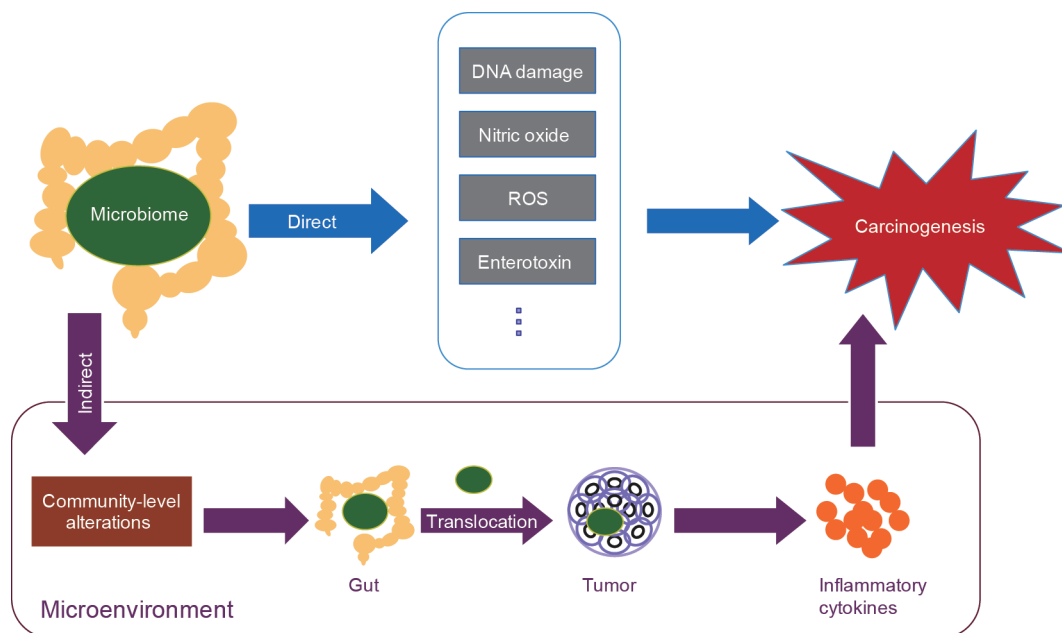 DNA damage
Nitric oxide
ROS
Enterotoxin
Microbiome
Direct
Carcinogenesis
Indirect
Community-level
alterations
Translocation
Gut
Tumor
Inflammatory
cytokines
Microenvironment